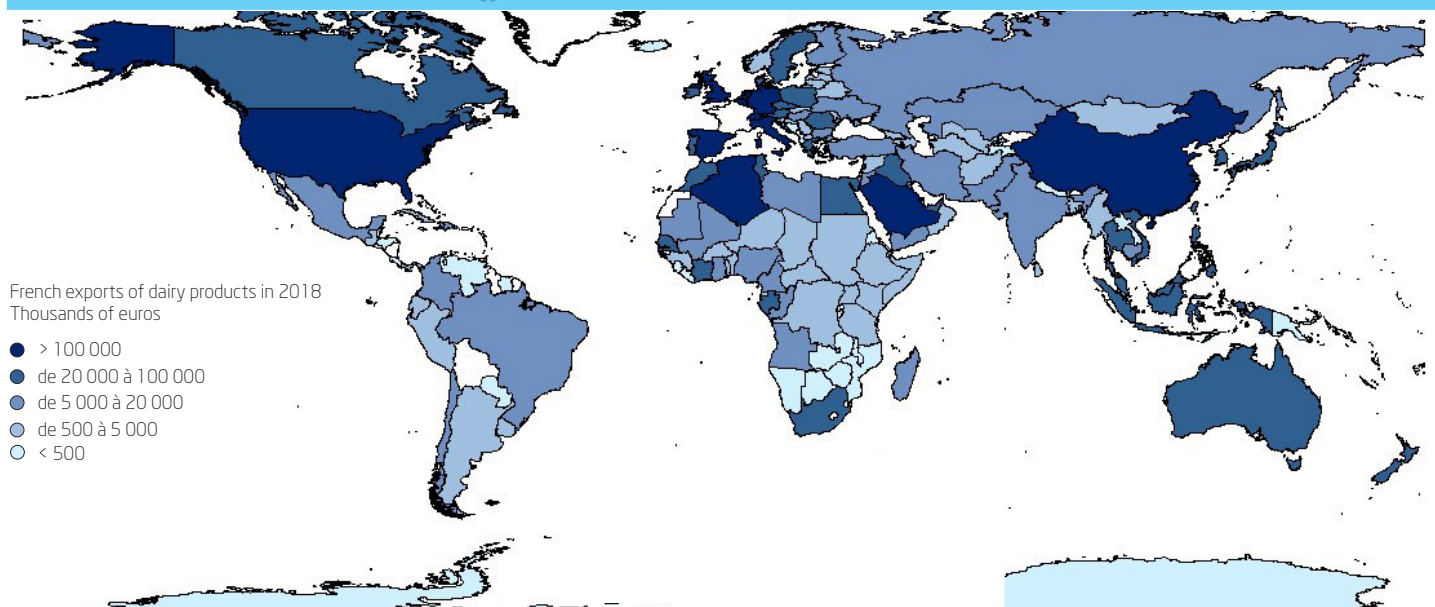 French exports of dairy products in 2018
Thousands of euros
> 100 000
de 20 000 à 100 000
de 5 000 à 20 000
de 500 à 5 000
< 500